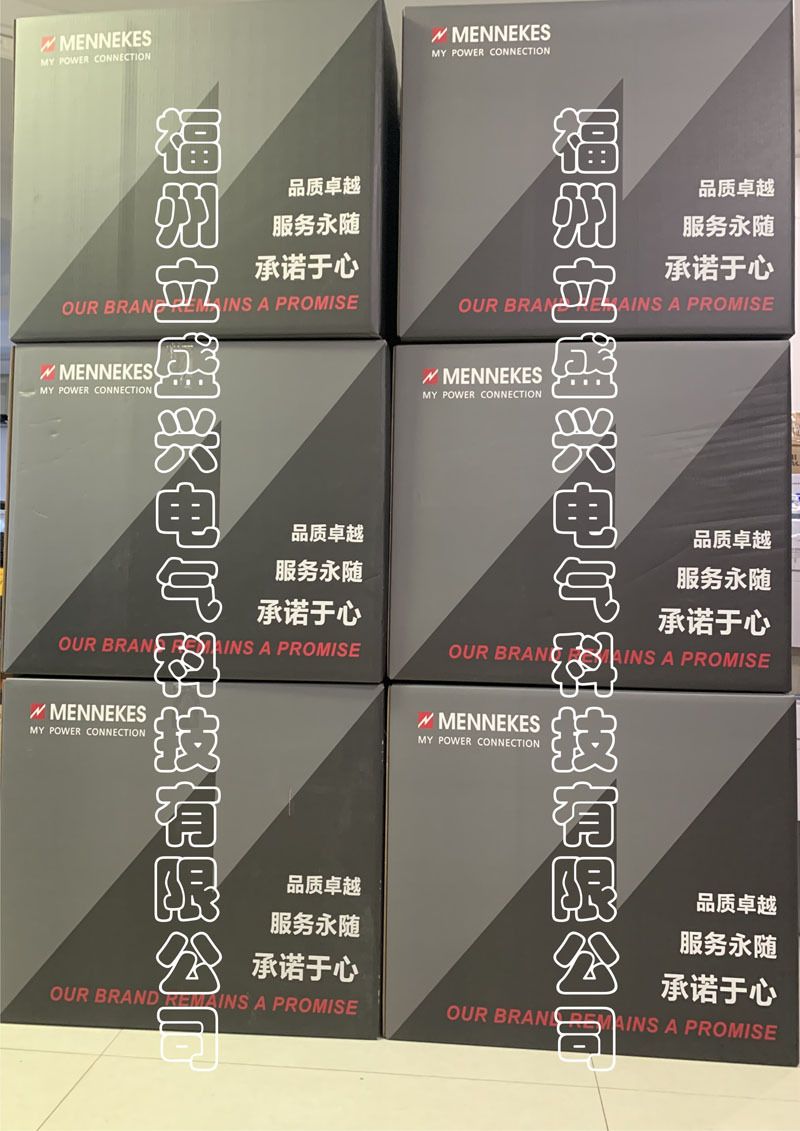 MENNEKES
MY POWER CONNECTION
品质卓越
服务永随
承诺于心
OUR BRAND REMAINS A PROMISE
MENNEKES
MY POWER CONNECTION
品质卓越
服务永随
承诺于心
OUR BRAND REMAINS A PROMISE
MENNEKES
MY POWER CONNECTION
品质卓越
服务永随
承诺于心
OUR BRAND REMAINS A PROMISE
MENNEKES
MY POWER CONNECTION
品质卓越
服务永随
承诺于心
OUR BRAND REMAINS A PROMISE
MENNEKES
MY POWER CONNECTION
品质卓越
服务永随
承诺于心
OUR BRAND REMAINS A PROMISE
MENNEKES
MY POWER CONNECTION
品质卓越
服务永随
承诺于心
OUR BRAND REMAINS A PROMISE
福州立盛兴电气科技有限公司
福州立盛兴电气科技有限公司